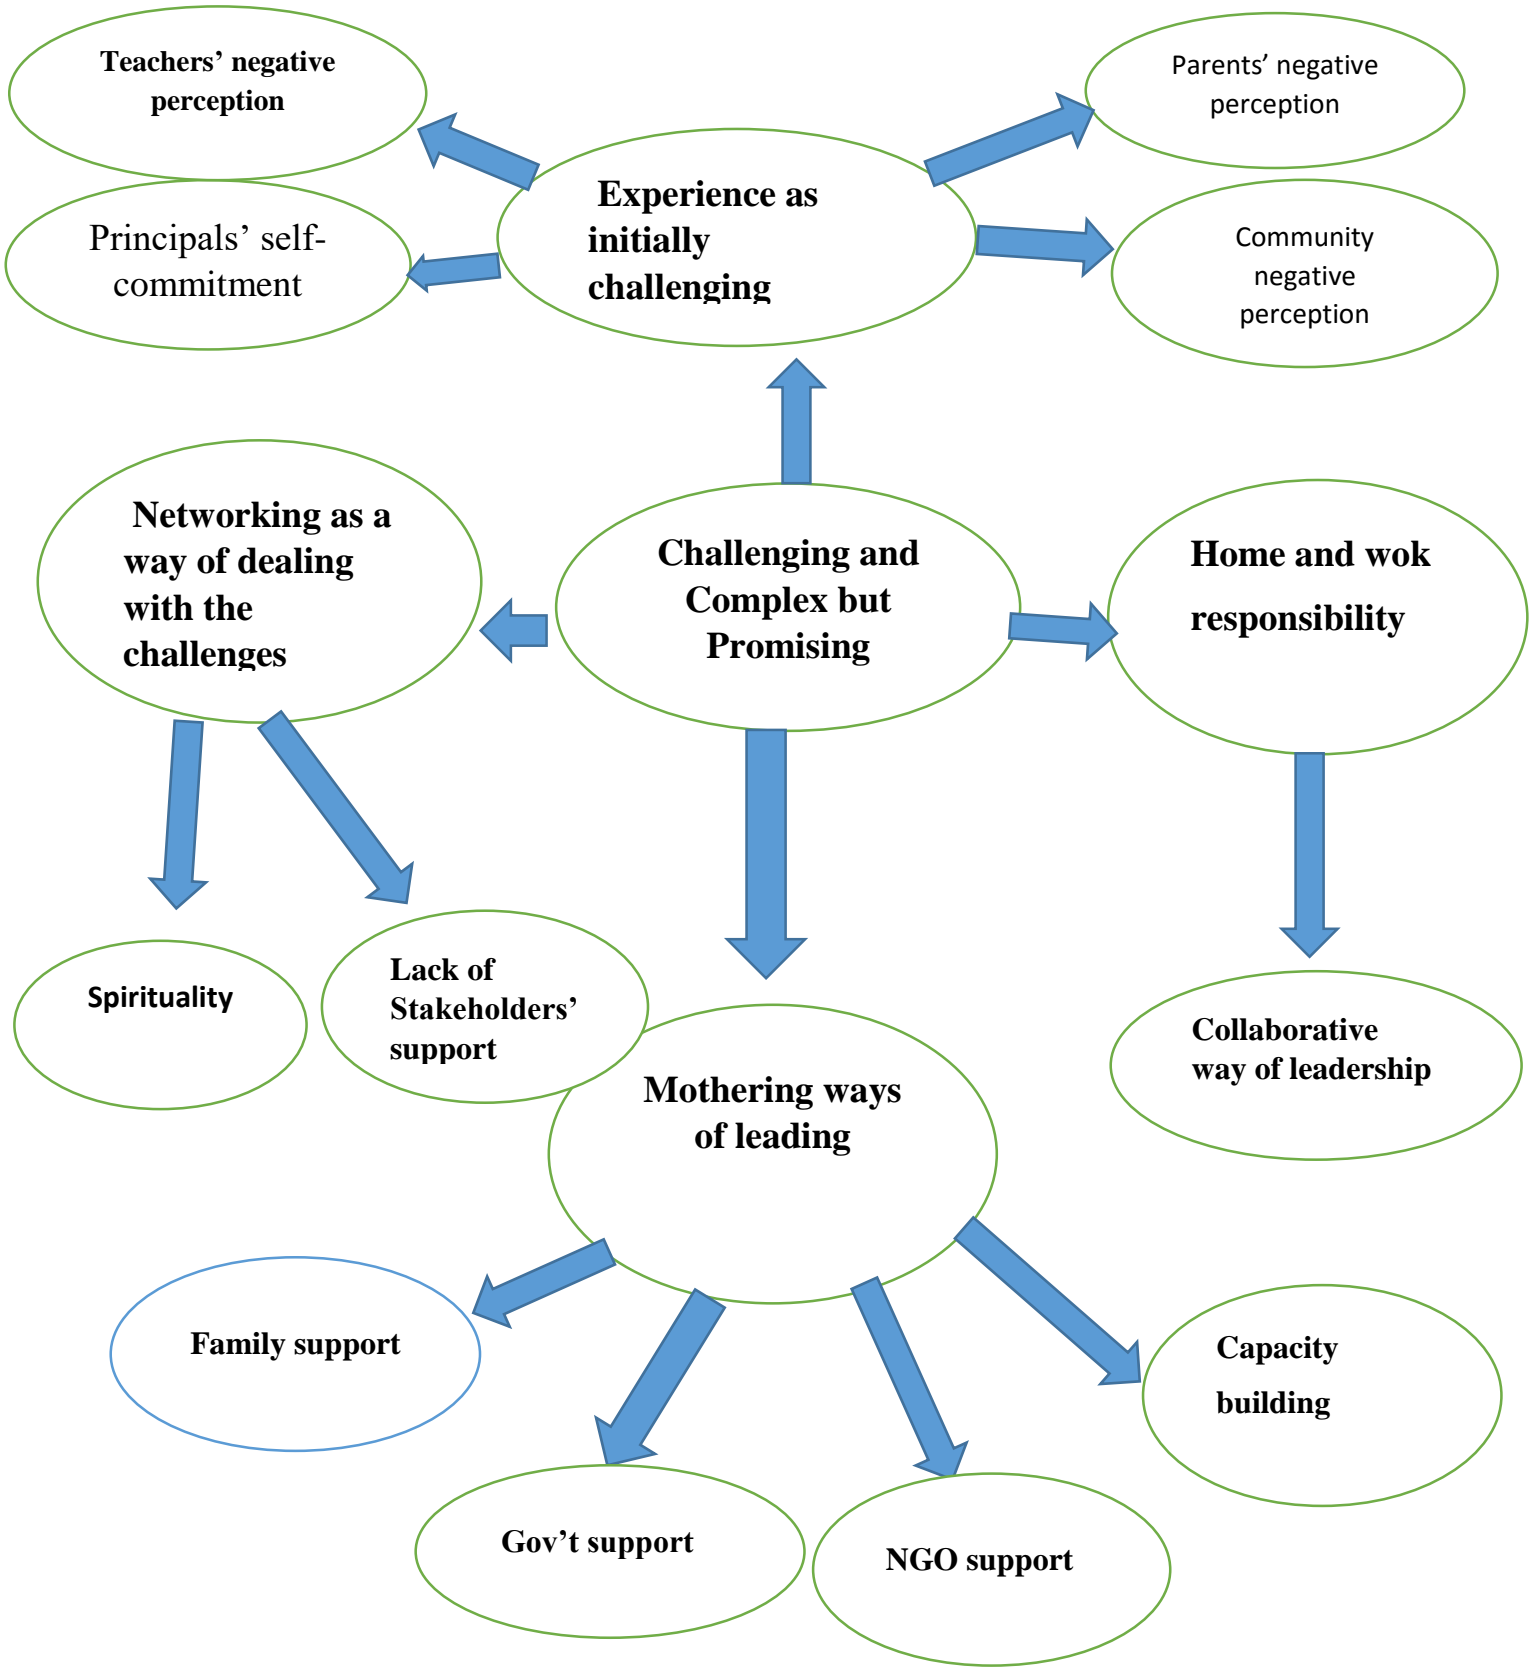 Teachers’ negative
perception
Parents’ negative
perception
Experience as
initially
challenging
Principals’ self-
commitment
Community
negative
perception
Networking as a
way of dealing
with the
challenges
Challenging and
Complex but
Promising
Home and wok
responsibility
Spirituality
Lack of
Stakeholders’
support
Collaborative
way of leadership
Mothering ways
of leading
Family support
Capacity
building
Gov’t support
NGO support